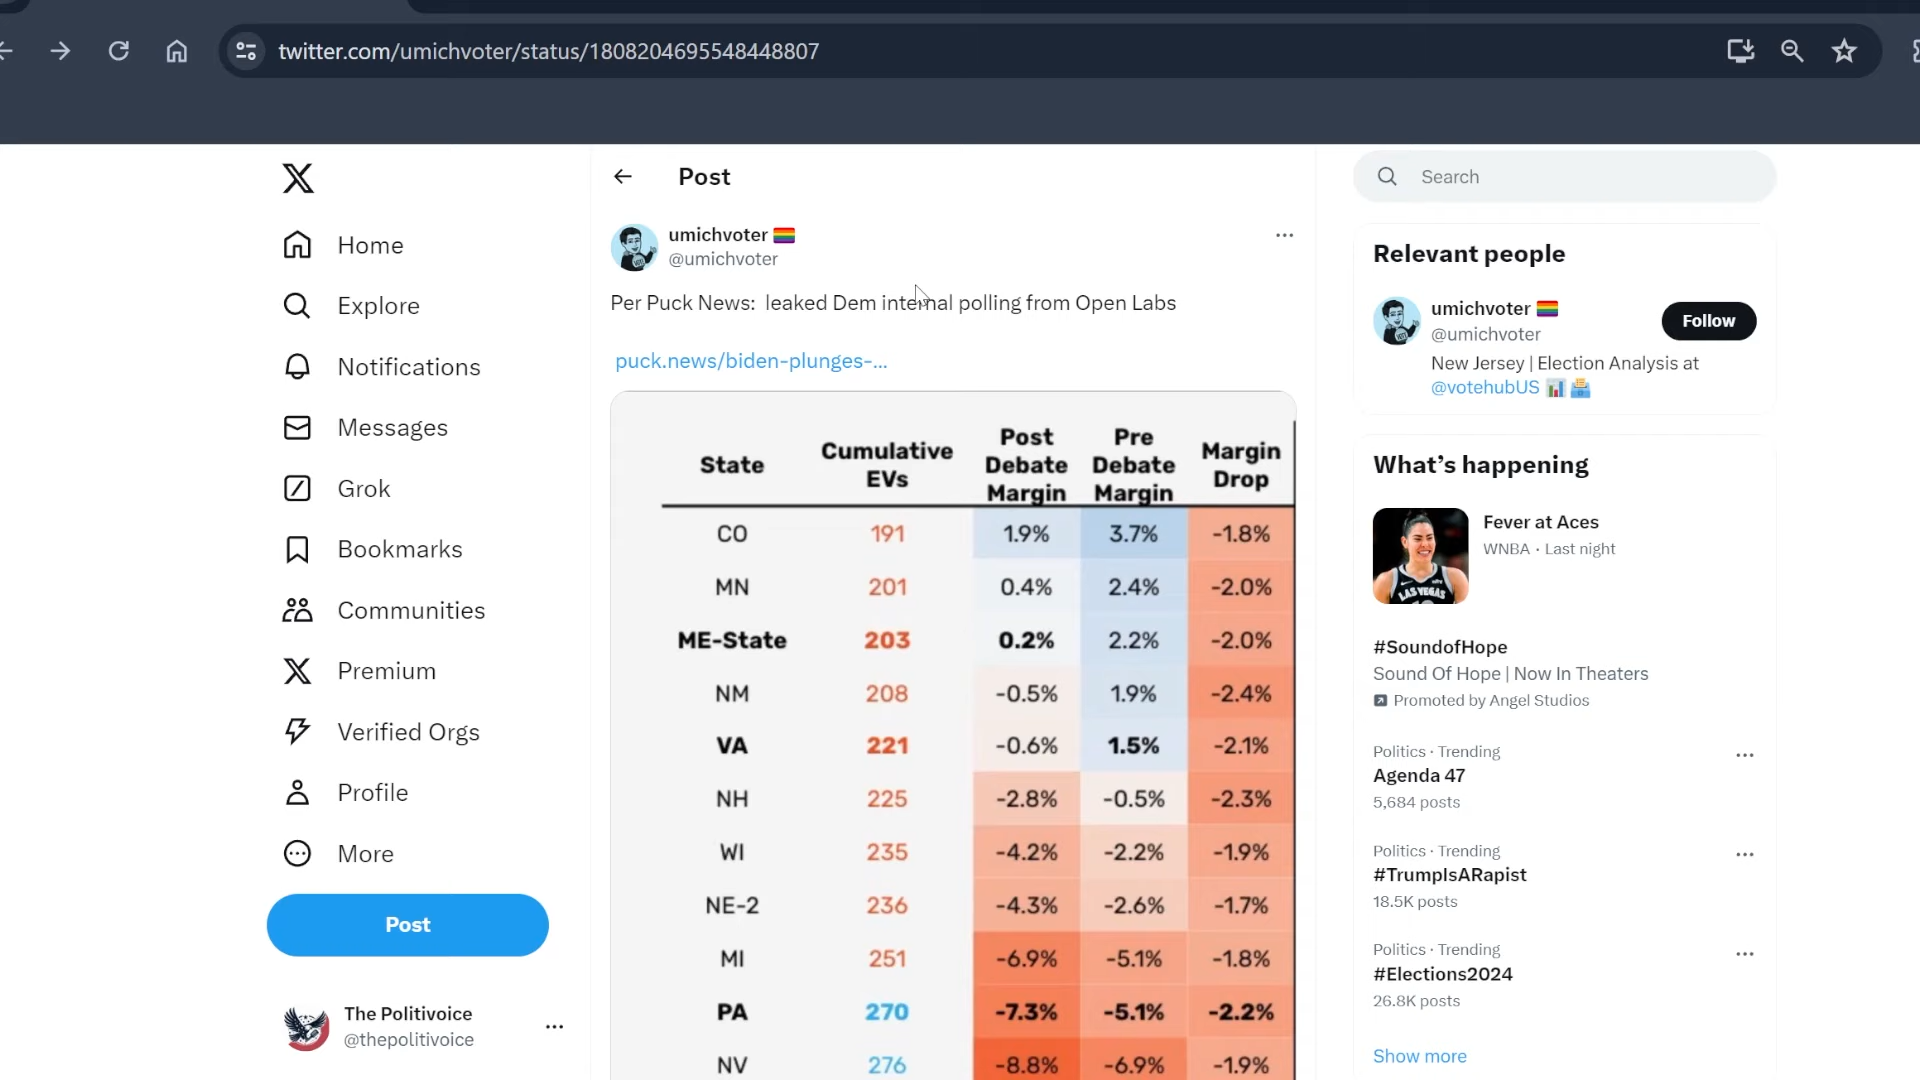 twitter.com/umichvoter/status/1808204695548448807
Home
Explore
Notifications
Messages
Grok
Bookmarks
Communities
Premium
Verified Orgs
Profile
More
Post
The Politivoice
@thepolitivoice
Post
umichvoter 🏳️‍🌈
@umichvoter
Per Puck News: leaked Dem internal polling from Open Labs
puck.news/biden-plunges-...
State Cumulative EVs Post Debate Margin Pre Debate Margin Margin Drop
CO 191 1.9% 3.7% -1.8%
MN 201 0.4% 2.4% -2.0%
ME-State 203 0.2% 2.2% -2.0%
NM 208 -0.5% 1.9% -2.4%
VA 221 -0.6% 1.5% -2.1%
NH 225 -2.8% -0.5% -2.3%
WI 235 -4.2% -2.2% -1.9%
NE-2 236 -4.3% -2.6% -1.7%
MI 251 -6.9% -5.1% -1.8%
PA 270 -7.3% -5.1% -2.2%
NV 276 -8.8% -6.9% -1.9%
Search
Relevant people
umichvoter 🏳️‍🌈
@umichvoter
Follow
New Jersey | Election Analysis at
@votehubUS
What's happening
Fever at Aces
WNBA · Last night
LAS VEGAS
#SoundofHope
Sound Of Hope | Now In Theaters
Promoted by Angel Studios
Politics · Trending
Agenda 47
5,684 posts
Politics · Trending
#TrumpIsARapist
18.5K posts
Politics · Trending
#Elections2024
26.8K posts
Show more